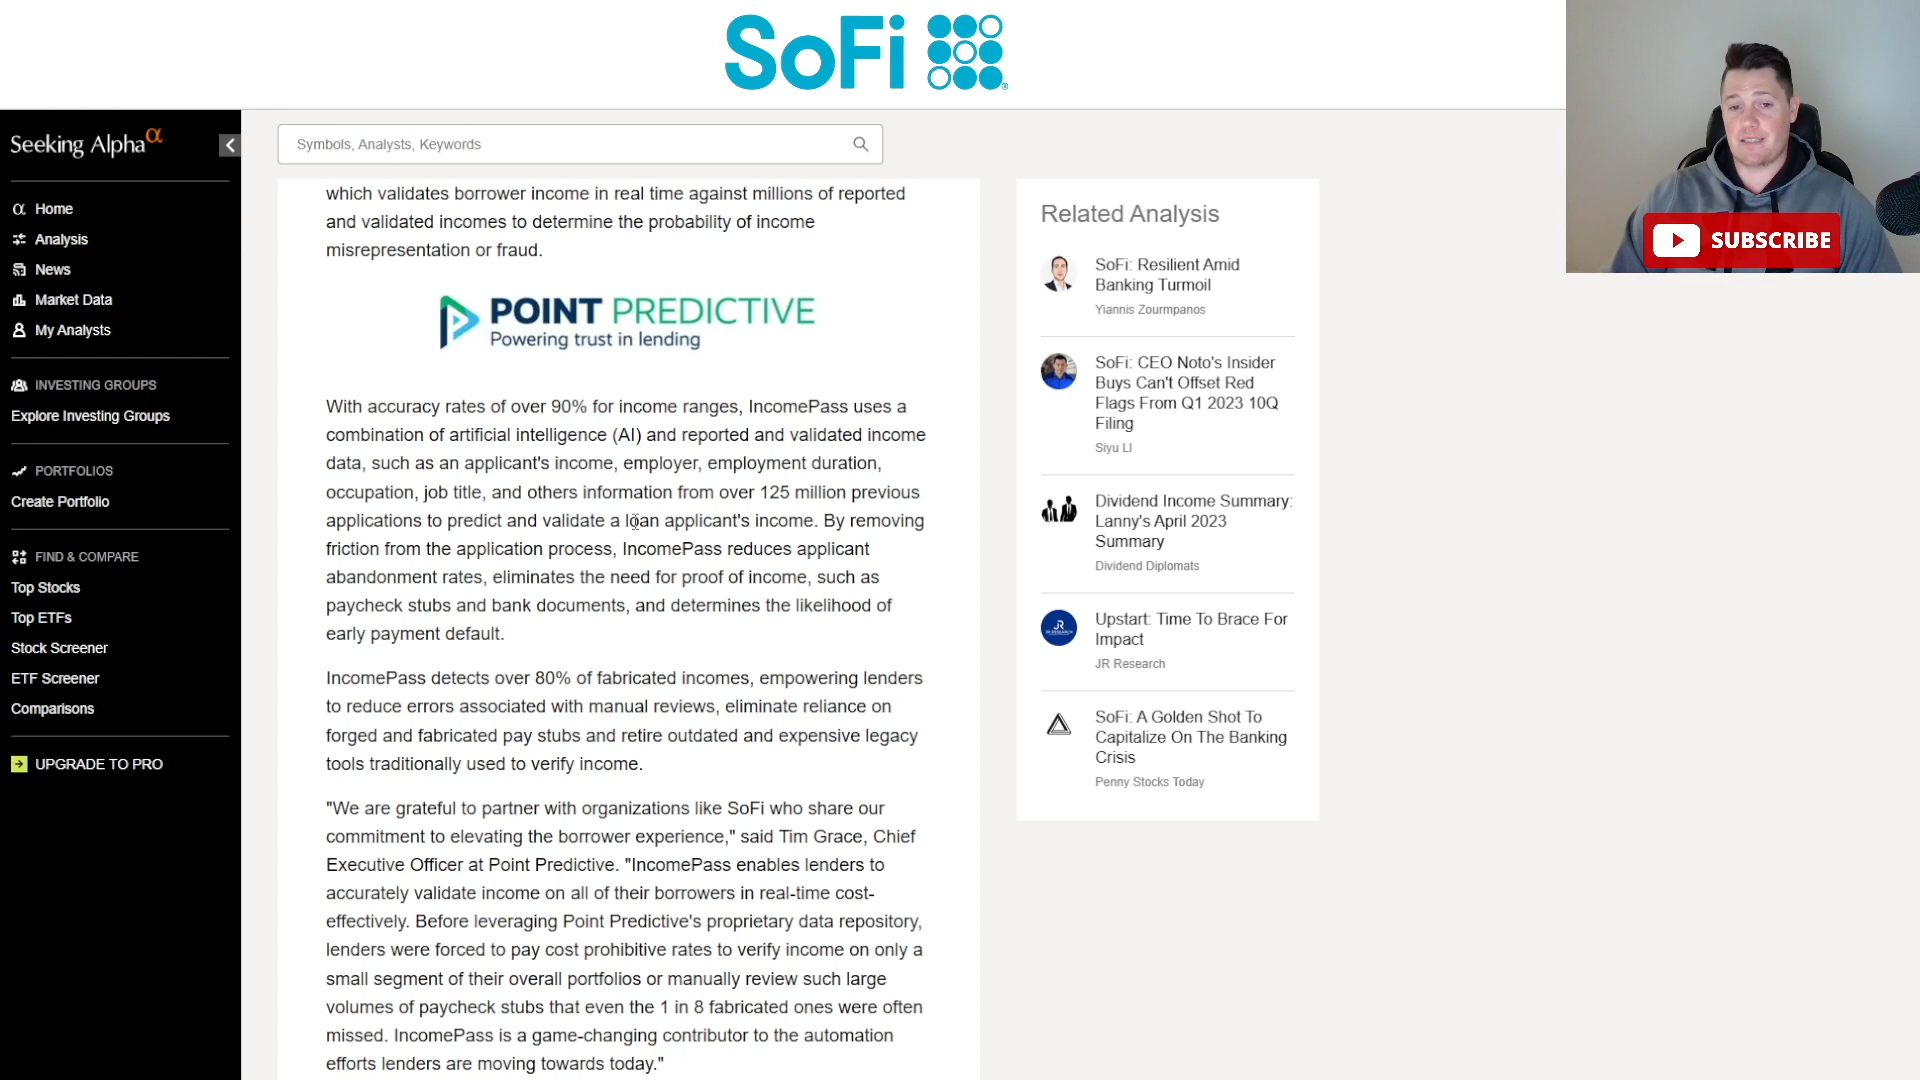 SoFi
Seeking Alpha α
Home
Analysis
News
Market Data
My Analysts
INVESTING GROUPS
Explore Investing Groups
PORTFOLIOS
Create Portfolio
FIND & COMPARE
Top Stocks
Top ETFs
Stock Screener
ETF Screener
Comparisons
UPGRADE TO PRO
Symbols, Analysts, Keywords
which validates borrower income in real time against millions of reported
and validated incomes to determine the probability of income
misrepresentation or fraud.
POINT PREDICTIVE
Powering trust in lending
With accuracy rates of over 90% for income ranges, IncomePass uses a
combination of artificial intelligence (AI) and reported and validated income
data, such as an applicant's income, employer, employment duration,
occupation, job title, and others information from over 125 million previous
applications to predict and validate a loan applicant's income. By removing
friction from the application process, IncomePass reduces applicant
abandonment rates, eliminates the need for proof of income, such as
paycheck stubs and bank documents, and determines the likelihood of
early payment default.
IncomePass detects over 80% of fabricated incomes, empowering lenders
to reduce errors associated with manual reviews, eliminate reliance on
forged and fabricated pay stubs and retire outdated and expensive legacy
tools traditionally used to verify income.
"We are grateful to partner with organizations like SoFi who share our
commitment to elevating the borrower experience," said Tim Grace, Chief
Executive Officer at Point Predictive. "IncomePass enables lenders to
accurately validate income on all of their borrowers in real-time cost-
effectively. Before leveraging Point Predictive's proprietary data repository,
lenders were forced to pay cost prohibitive rates to verify income on only a
small segment of their overall portfolios or manually review such large
volumes of paycheck stubs that even the 1 in 8 fabricated ones were often
missed. IncomePass is a game-changing contributor to the automation
efforts lenders are moving towards today."
Related Analysis
SoFi: Resilient Amid
Banking Turmoil
Yiannis Zourmpanos
SoFi: CEO Noto's Insider
Buys Can't Offset Red
Flags From Q1 2023 10Q
Filing
Siyu LI
Dividend Income Summary:
Lanny's April 2023
Summary
Dividend Diplomats
Upstart: Time To Brace For
Impact
JR Research
SoFi: A Golden Shot To
Capitalize On The Banking
Crisis
Penny Stocks Today
SUBSCRIBE